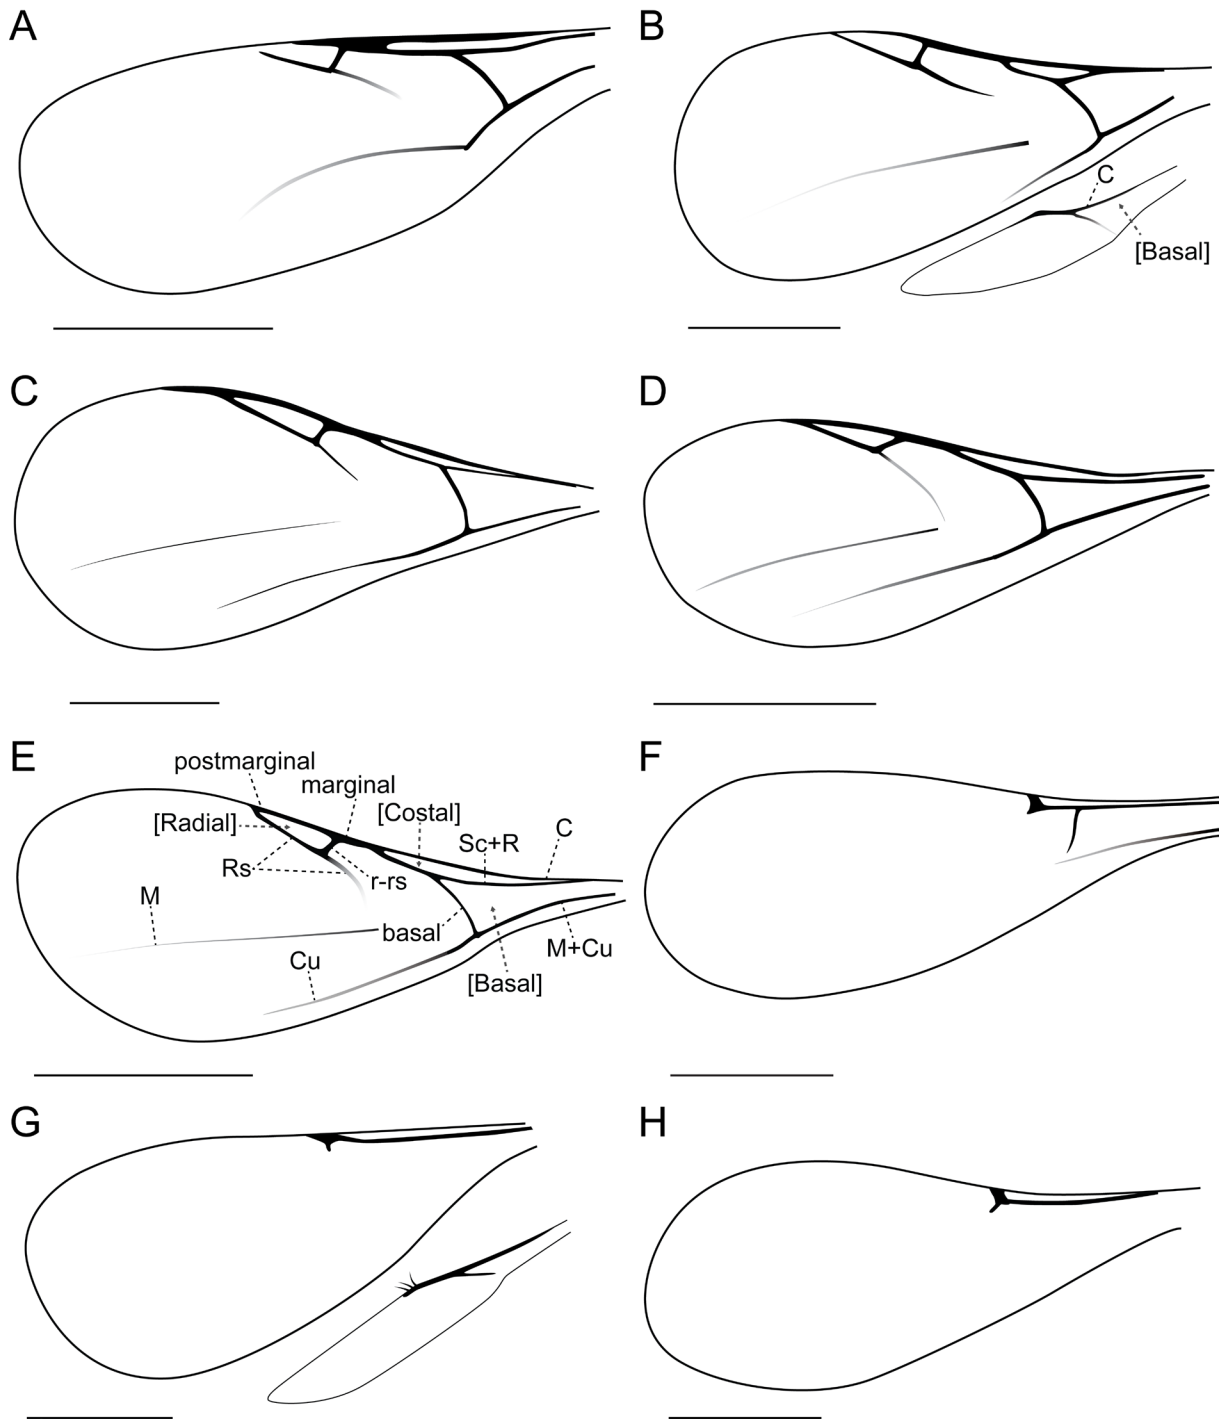 A
B
C
[Basal]
C
D
E
postmarginal
marginal
[Radial]
[Costal]
Sc+R
C
Rs
r-rs
M
basal
M+Cu
Cu
[Basal]
F
G
H